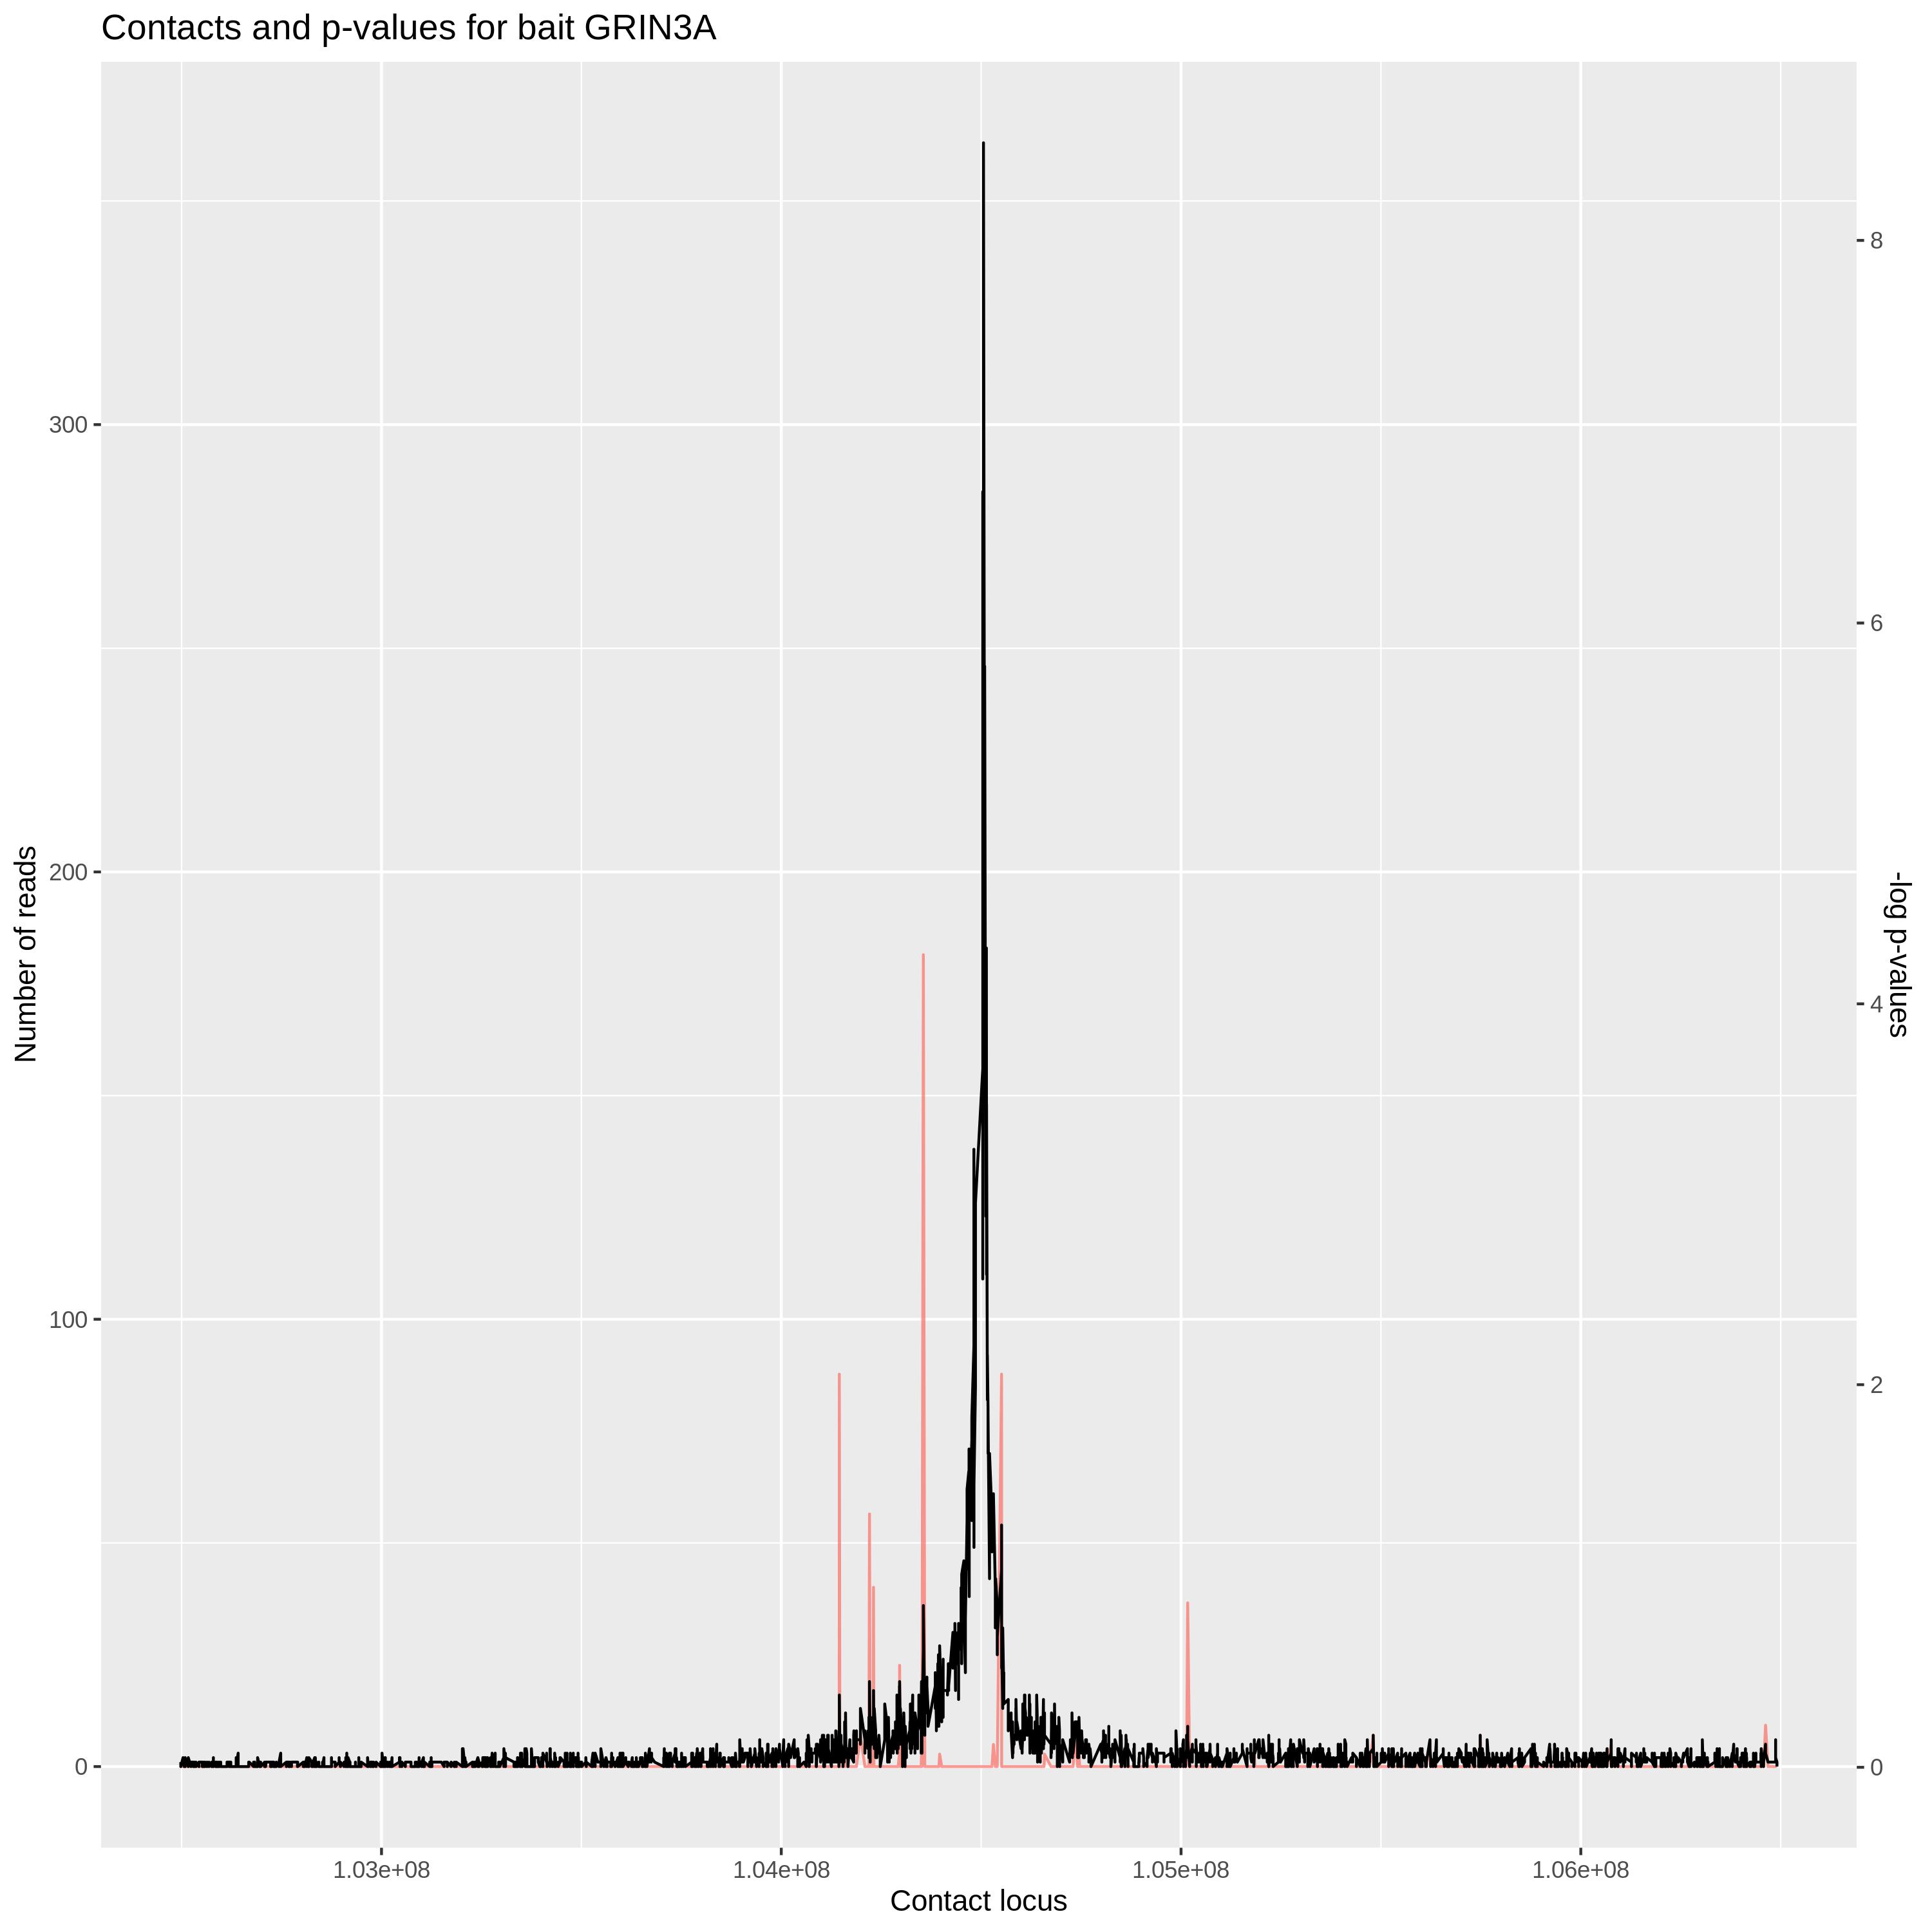 Contacts and p-values for bait GRIN3A
Number of reads
300
200
100
0
8
6
4
2
0
-log p-values
1.03e+08 1.04e+08 1.05e+08 1.06e+08
Contact locus